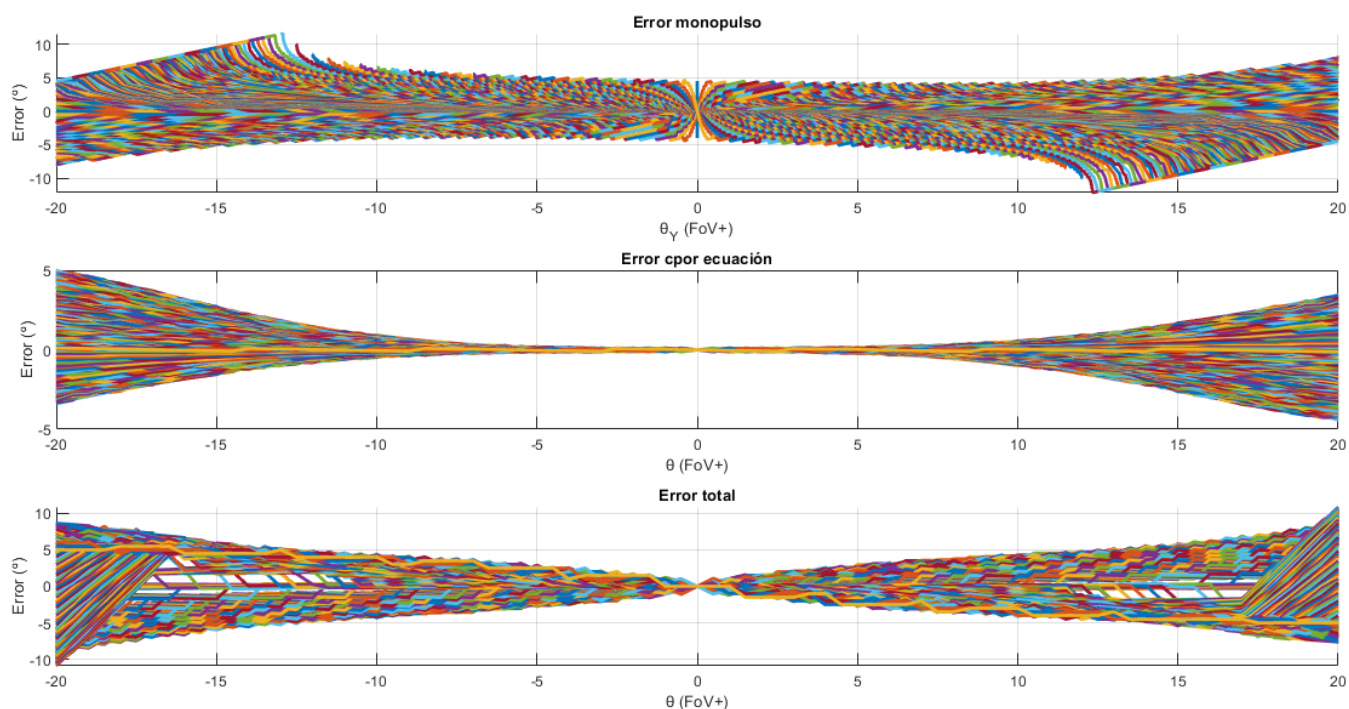 Error monopulso
10
5
0
-5
-10
Error (°)
-20 -15 -10 -5 0 5 10 15 20
θY (FoV+)
Error cpor ecuación
5
0
-5
Error (°)
-20 -15 -10 -5 0 5 10 15 20
θ (FoV+)
Error total
10
5
0
-5
-10
Error (°)
-20 -15 -10 -5 0 5 10 15 20
θ (FoV+)